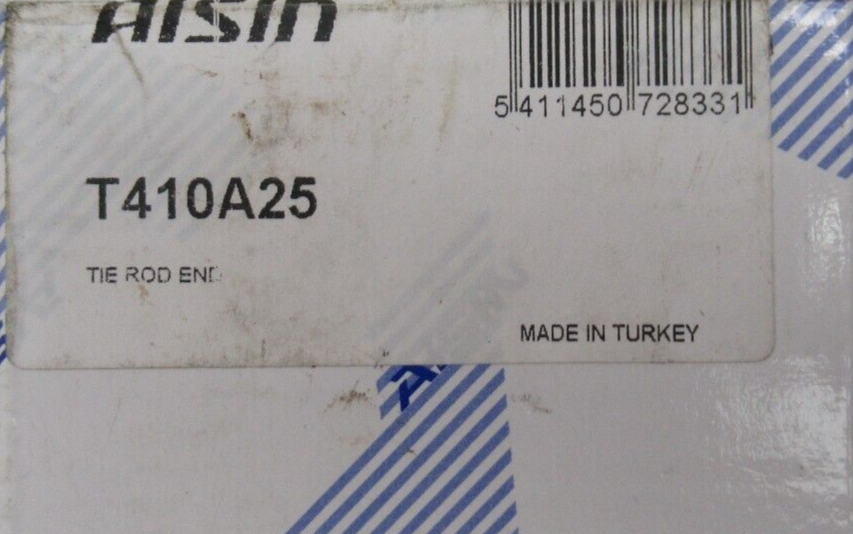 AISIN
5 411450 728331
T410A25
TIE ROD END
MADE IN TURKEY